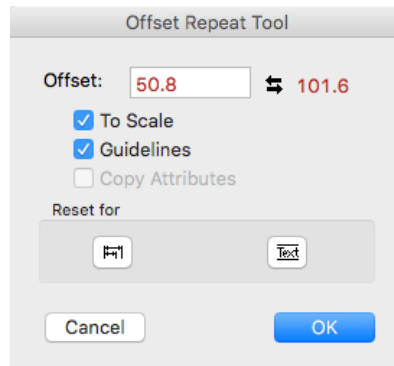 Offset Repeat Tool
Offset: 50.8 101.6
To Scale
Guidelines
Copy Attributes
Reset for
Text
Cancel OK